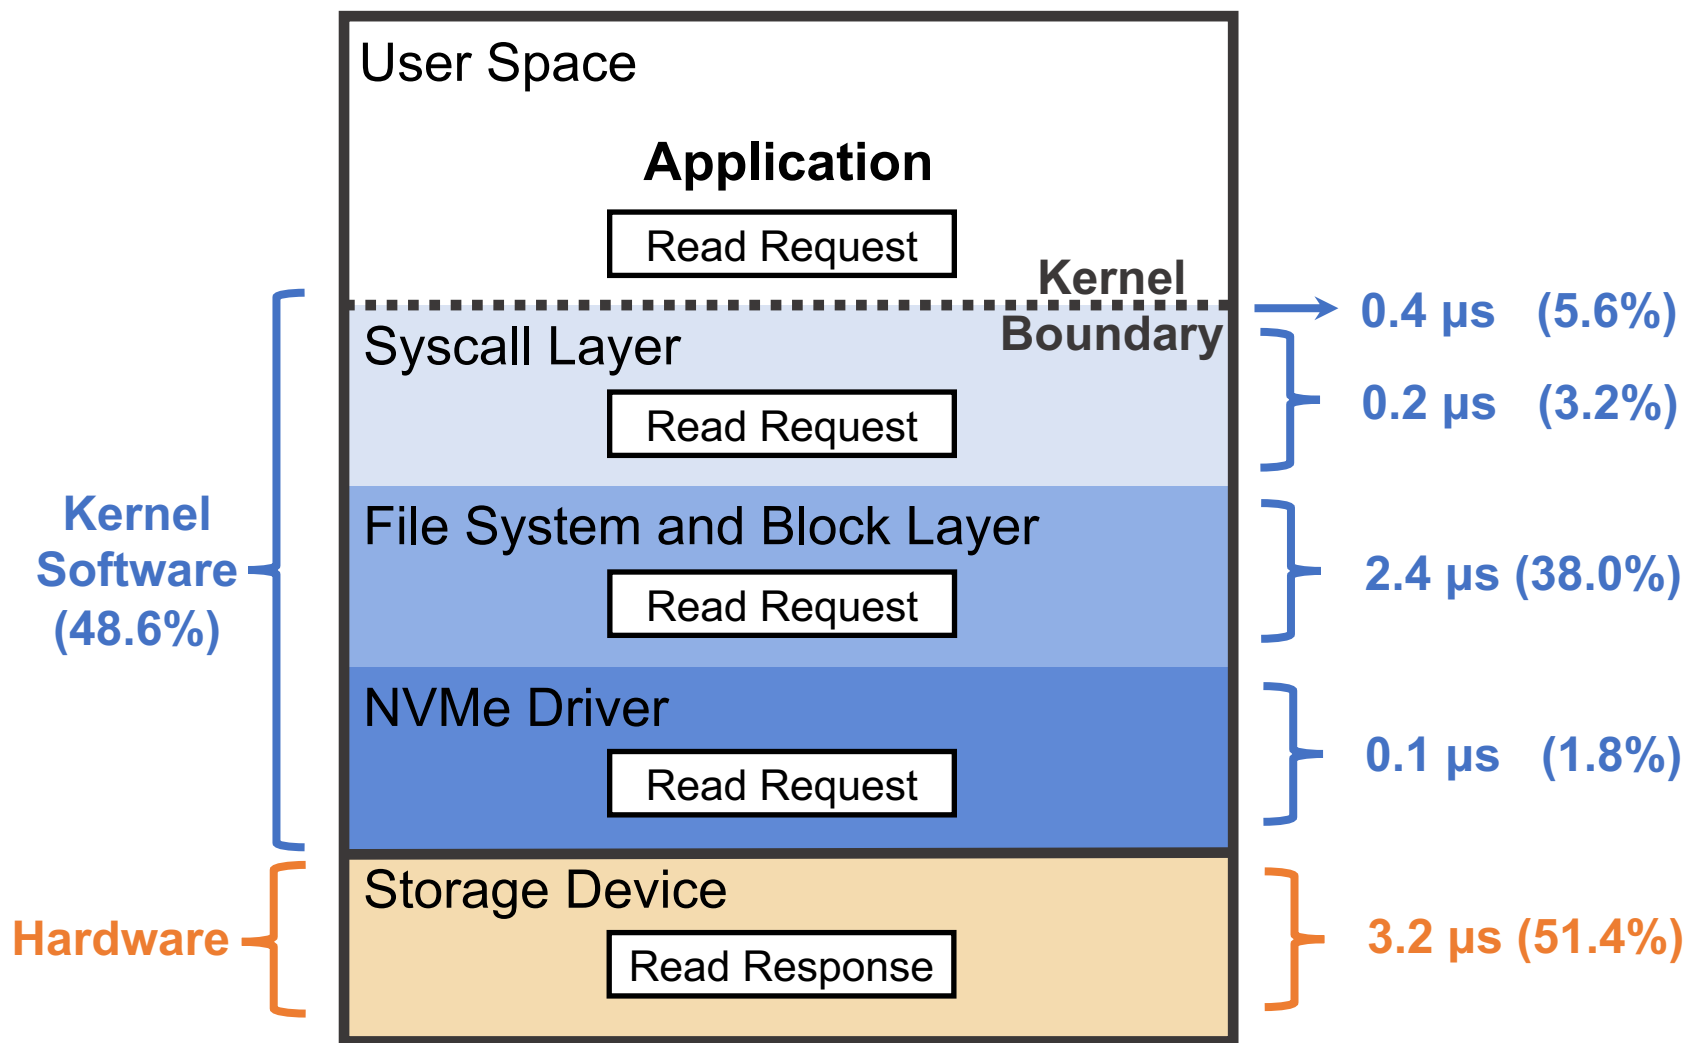 User Space
Application
Read Request
Kernel
Boundary
0.4 µs (5.6%)
Syscall Layer
Read Request
0.2 µs (3.2%)
Kernel
Software
(48.6%)
File System and Block Layer
Read Request
2.4 µs (38.0%)
NVMe Driver
Read Request
0.1 µs (1.8%)
Hardware
Storage Device
Read Response
3.2 µs (51.4%)